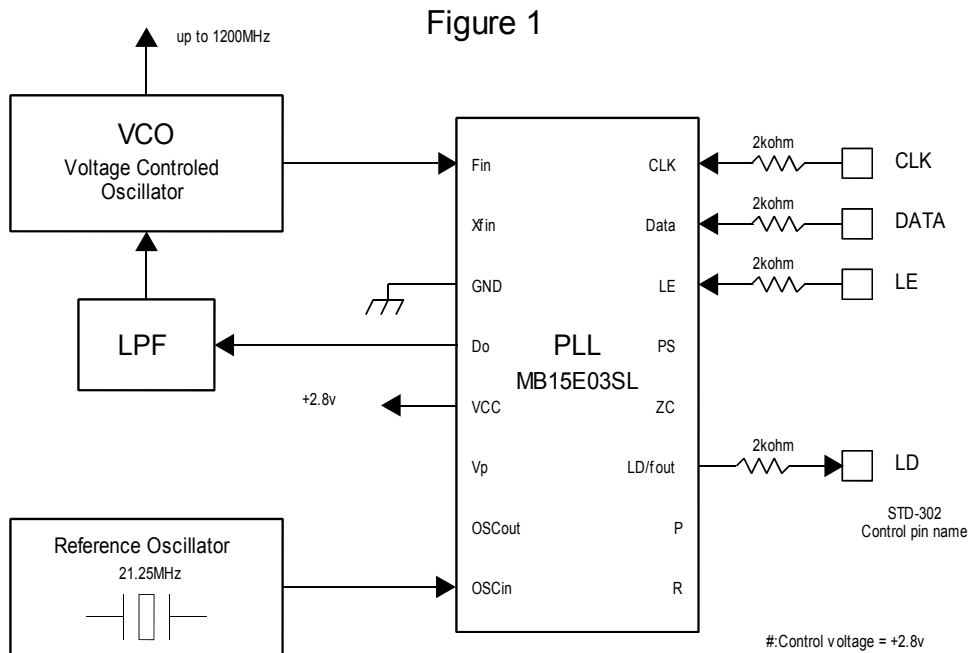 Figure 1
up to 1200MHz
VCO
Voltage Controled
Oscillator
LPF
+2.8v
Reference Oscillator
21.25MHz
Fin
Xfin
GND
Do
VCC
Vp
OSCout
OSCin
PLL
MB15E03SL
CLK
Data
LE
PS
ZC
LD/fout
P
R
2kohm
CLK
2kohm
DATA
2kohm
LE
2kohm
LD
STD-302
Control pin name
#:Control voltage = +2.8v